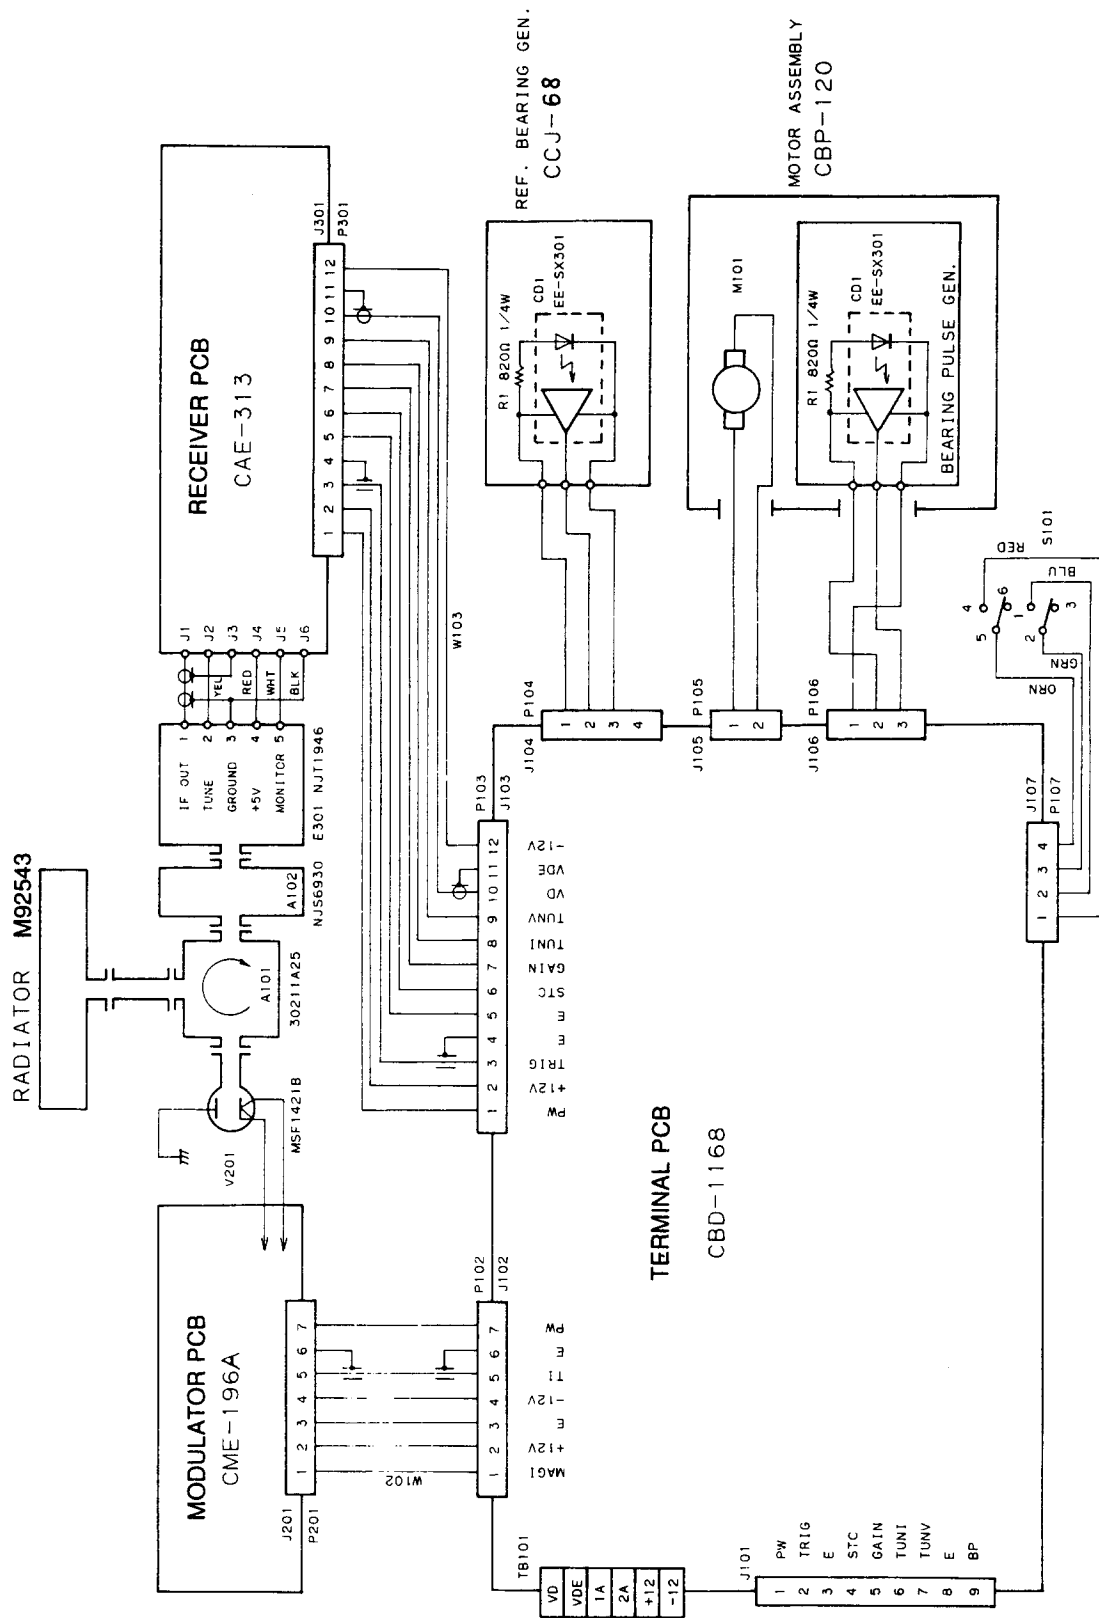 RADIATOR M92543
MODULATOR PCB
CME-196A
J201
P201
1 2 3 4 5 6 7
W102
P102
J102
1 2 3 4 5 6 7
MAGI
+12V
E
-12V
TI
E
PW
V201
MSF1421B
A101
30211A25
A102
NJS6930
E301 NJT1946
IF OUT 1
TUNE 2
GROUND 3
+5V 4
MONITOR 5
YEL
RED
WHT
BLK
J1
J2
J3
J4
J5
J6
RECEIVER PCB
CAE-313
J301
P301
1 2 3 4 5 6 7 8 9 10 11 12
W103
P103
J103
1 2 3 4 5 6 7 8 9 10 11 12
PW
+12V
TRIG
E
E
STC
GAIN
TUNI
TUNV
VD
VDE
-12V
TERMINAL PCB
CBD-1168
TB101
VD
VDE
1A
2A
+12
-12
J101
1 PW
2 TRIG
3 E
4 STC
5 GAIN
6 TUNI
7 TUNV
8 E
9 BP
J104
P104
1
2
3
4
J105
P105
1
2
J106
P106
1
2
3
J107
P107
1 2 3 4
REF. BEARING GEN.
CCJ-68
R1 820Ω 1/4W
CD1
EE-SX301
MOTOR ASSEMBLY
CBP-120
M101
R1 820Ω 1/4W
CD1
EE-SX301
BEARING PULSE GEN.
S101
RED
BLU
GRN
ORN
4
5
6
1
2
3